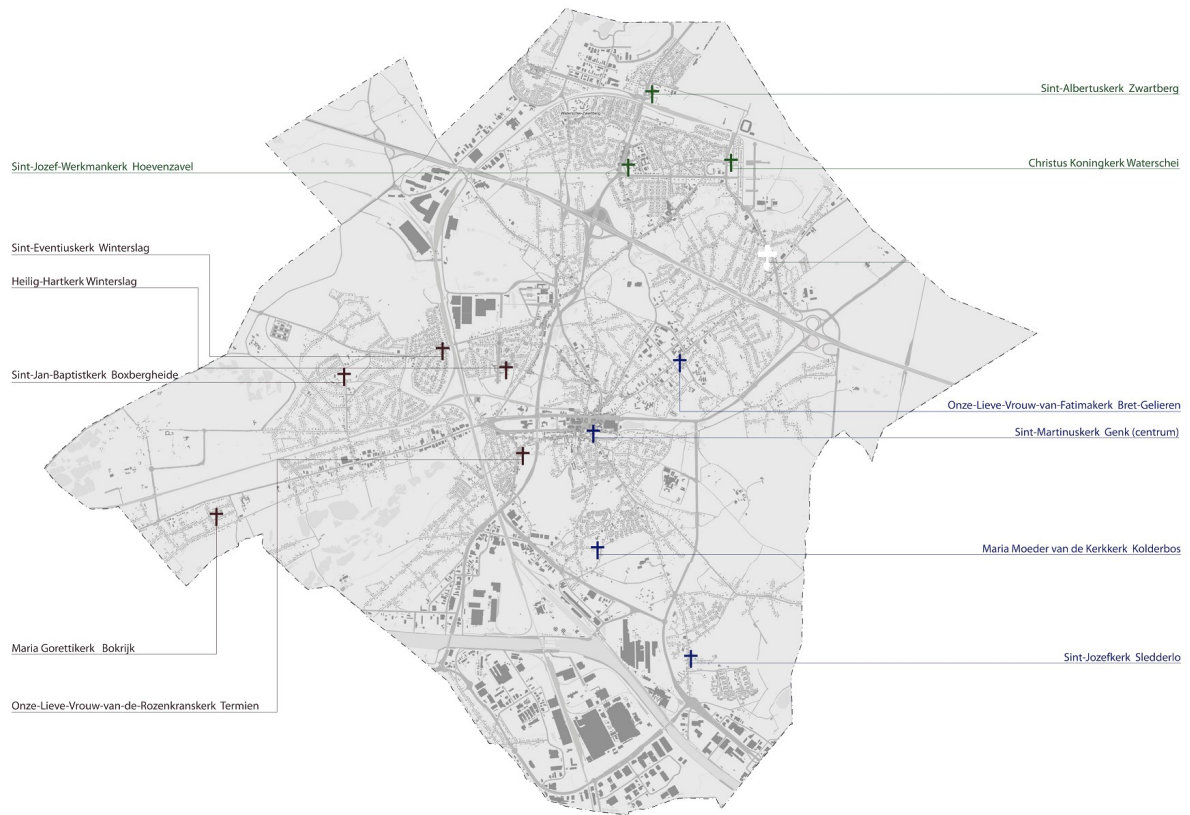 Sint-Albertuskerk Zwartberg
Sint-Jozef-Werkmankerk Hoevenzavel
Christus Koningkerk Waterschei
Sint-Eventiuskerk Winterslag
Heilig-Hartkerk Winterslag
Sint-Jan-Baptistkerk Boxbergheide
Onze-Lieve-Vrouw-van-Fatimakerk Bret-Gelieren
Sint-Martinuskerk Genk (centrum)
Maria Moeder van de Kerkkerk Kolderbos
Maria Gorettikerk Bokrijk
Sint-Jozefkerk Sledderlo
Onze-Lieve-Vrouw-van-de-Rozenkranskerk Termien